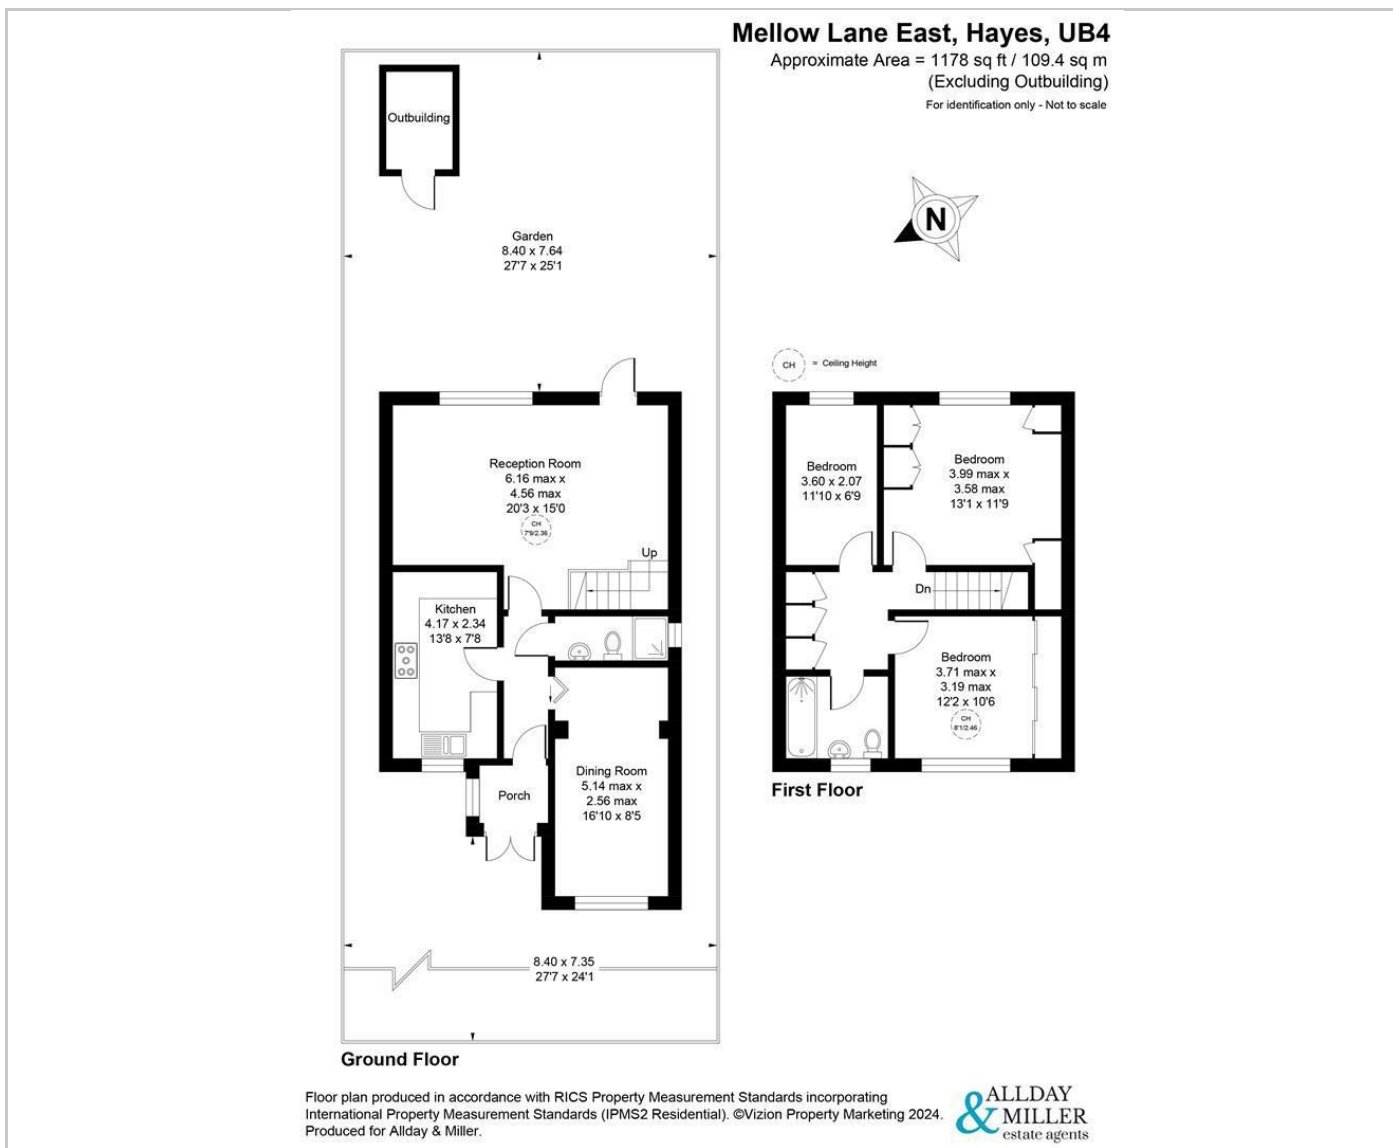 Mellow Lane East, Hayes, UB4
Approximate Area = 1178 sq ft / 109.4 sq m
(Excluding Outbuilding)
For identification only - Not to scale
N
Outbuilding
Garden
8.40 x 7.64
27'7 x 25'1
CH = Ceiling Height
Reception Room
6.16 max x
4.56 max
20'3 x 15'0
CH
7'9/2.36
Up
Kitchen
4.17 x 2.34
13'8 x 7'8
Dining Room
5.14 max x
2.56 max
16'10 x 8'5
Porch
8.40 x 7.35
27'7 x 24'1
Ground Floor
Bedroom
3.60 x 2.07
11'10 x 6'9
Bedroom
3.99 max x
3.58 max
13'1 x 11'9
Dn
Bedroom
3.71 max x
3.19 max
12'2 x 10'6
CH
8'1/2.46
First Floor
Floor plan produced in accordance with RICS Property Measurement Standards incorporating
International Property Measurement Standards (IPMS2 Residential). ©Vizion Property Marketing 2024.
Produced for Allday & Miller.
ALLDAY
& MILLER
estate agents